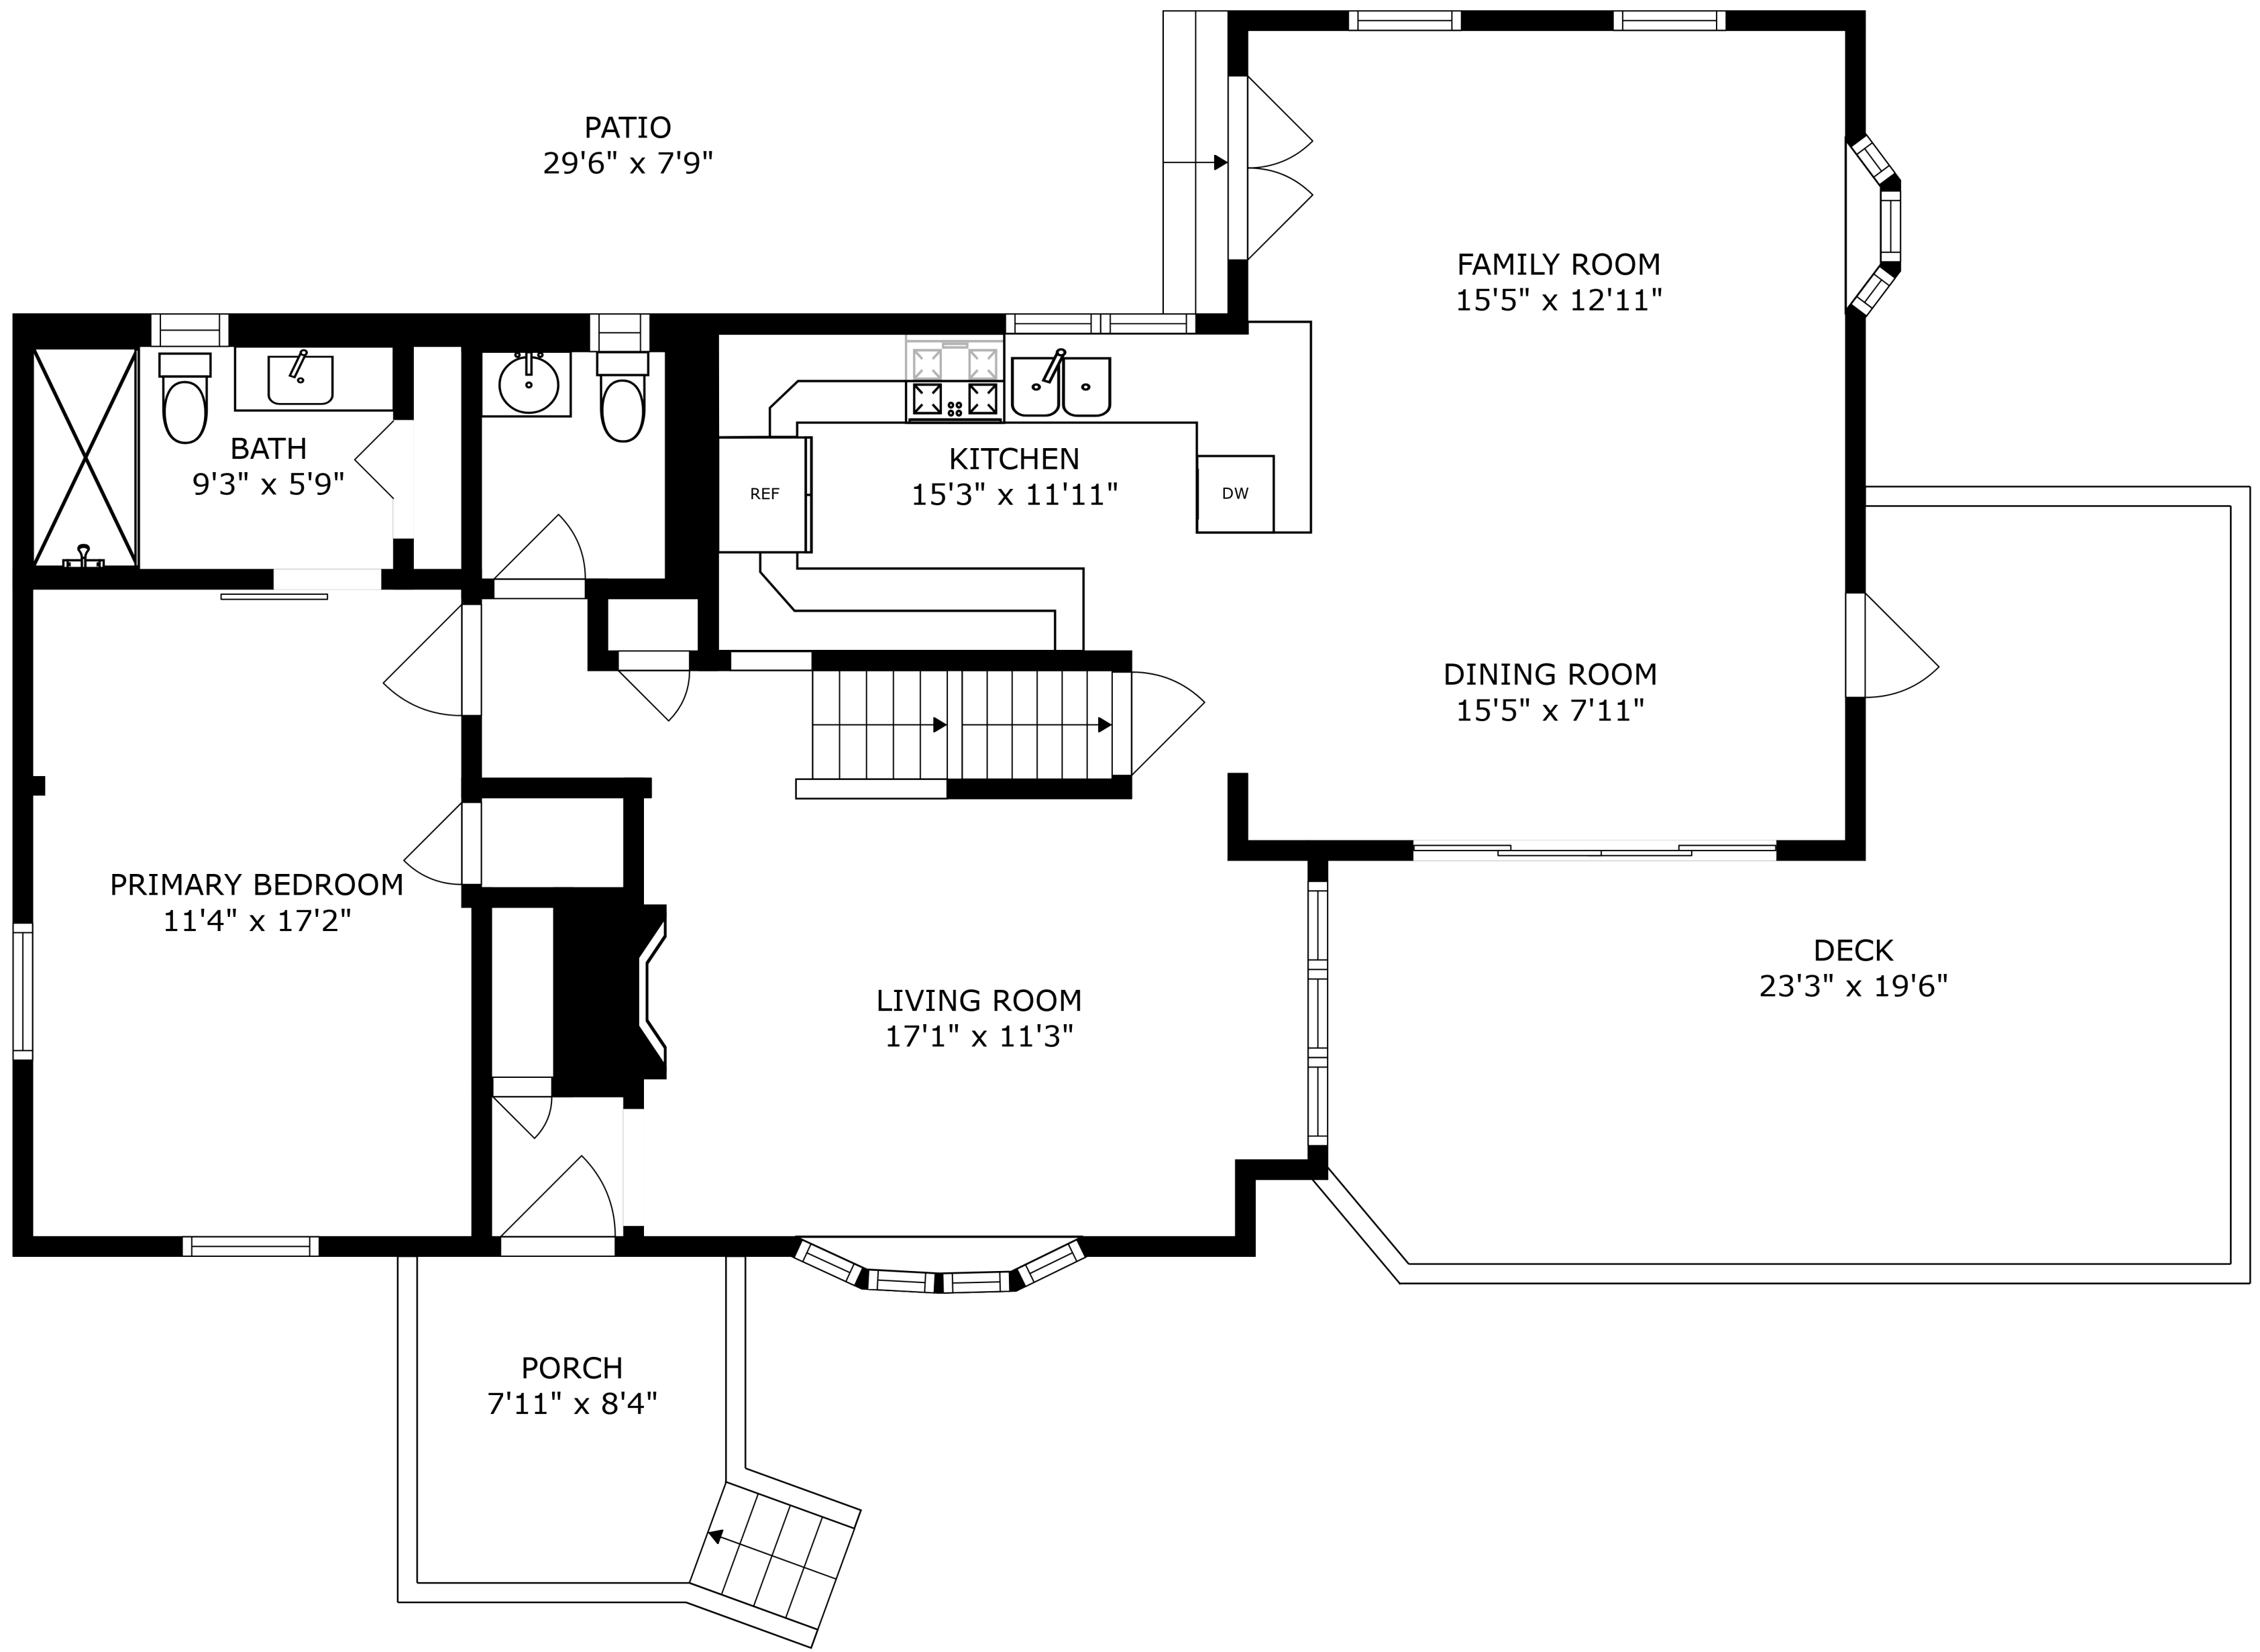 PATIO
29'6" x 7'9"
FAMILY ROOM
15'5" x 12'11"
BATH
9'3" x 5'9"
KITCHEN
15'3" x 11'11"
REF
DW
DINING ROOM
15'5" x 7'11"
PRIMARY BEDROOM
11'4" x 17'2"
LIVING ROOM
17'1" x 11'3"
DECK
23'3" x 19'6"
PORCH
7'11" x 8'4"